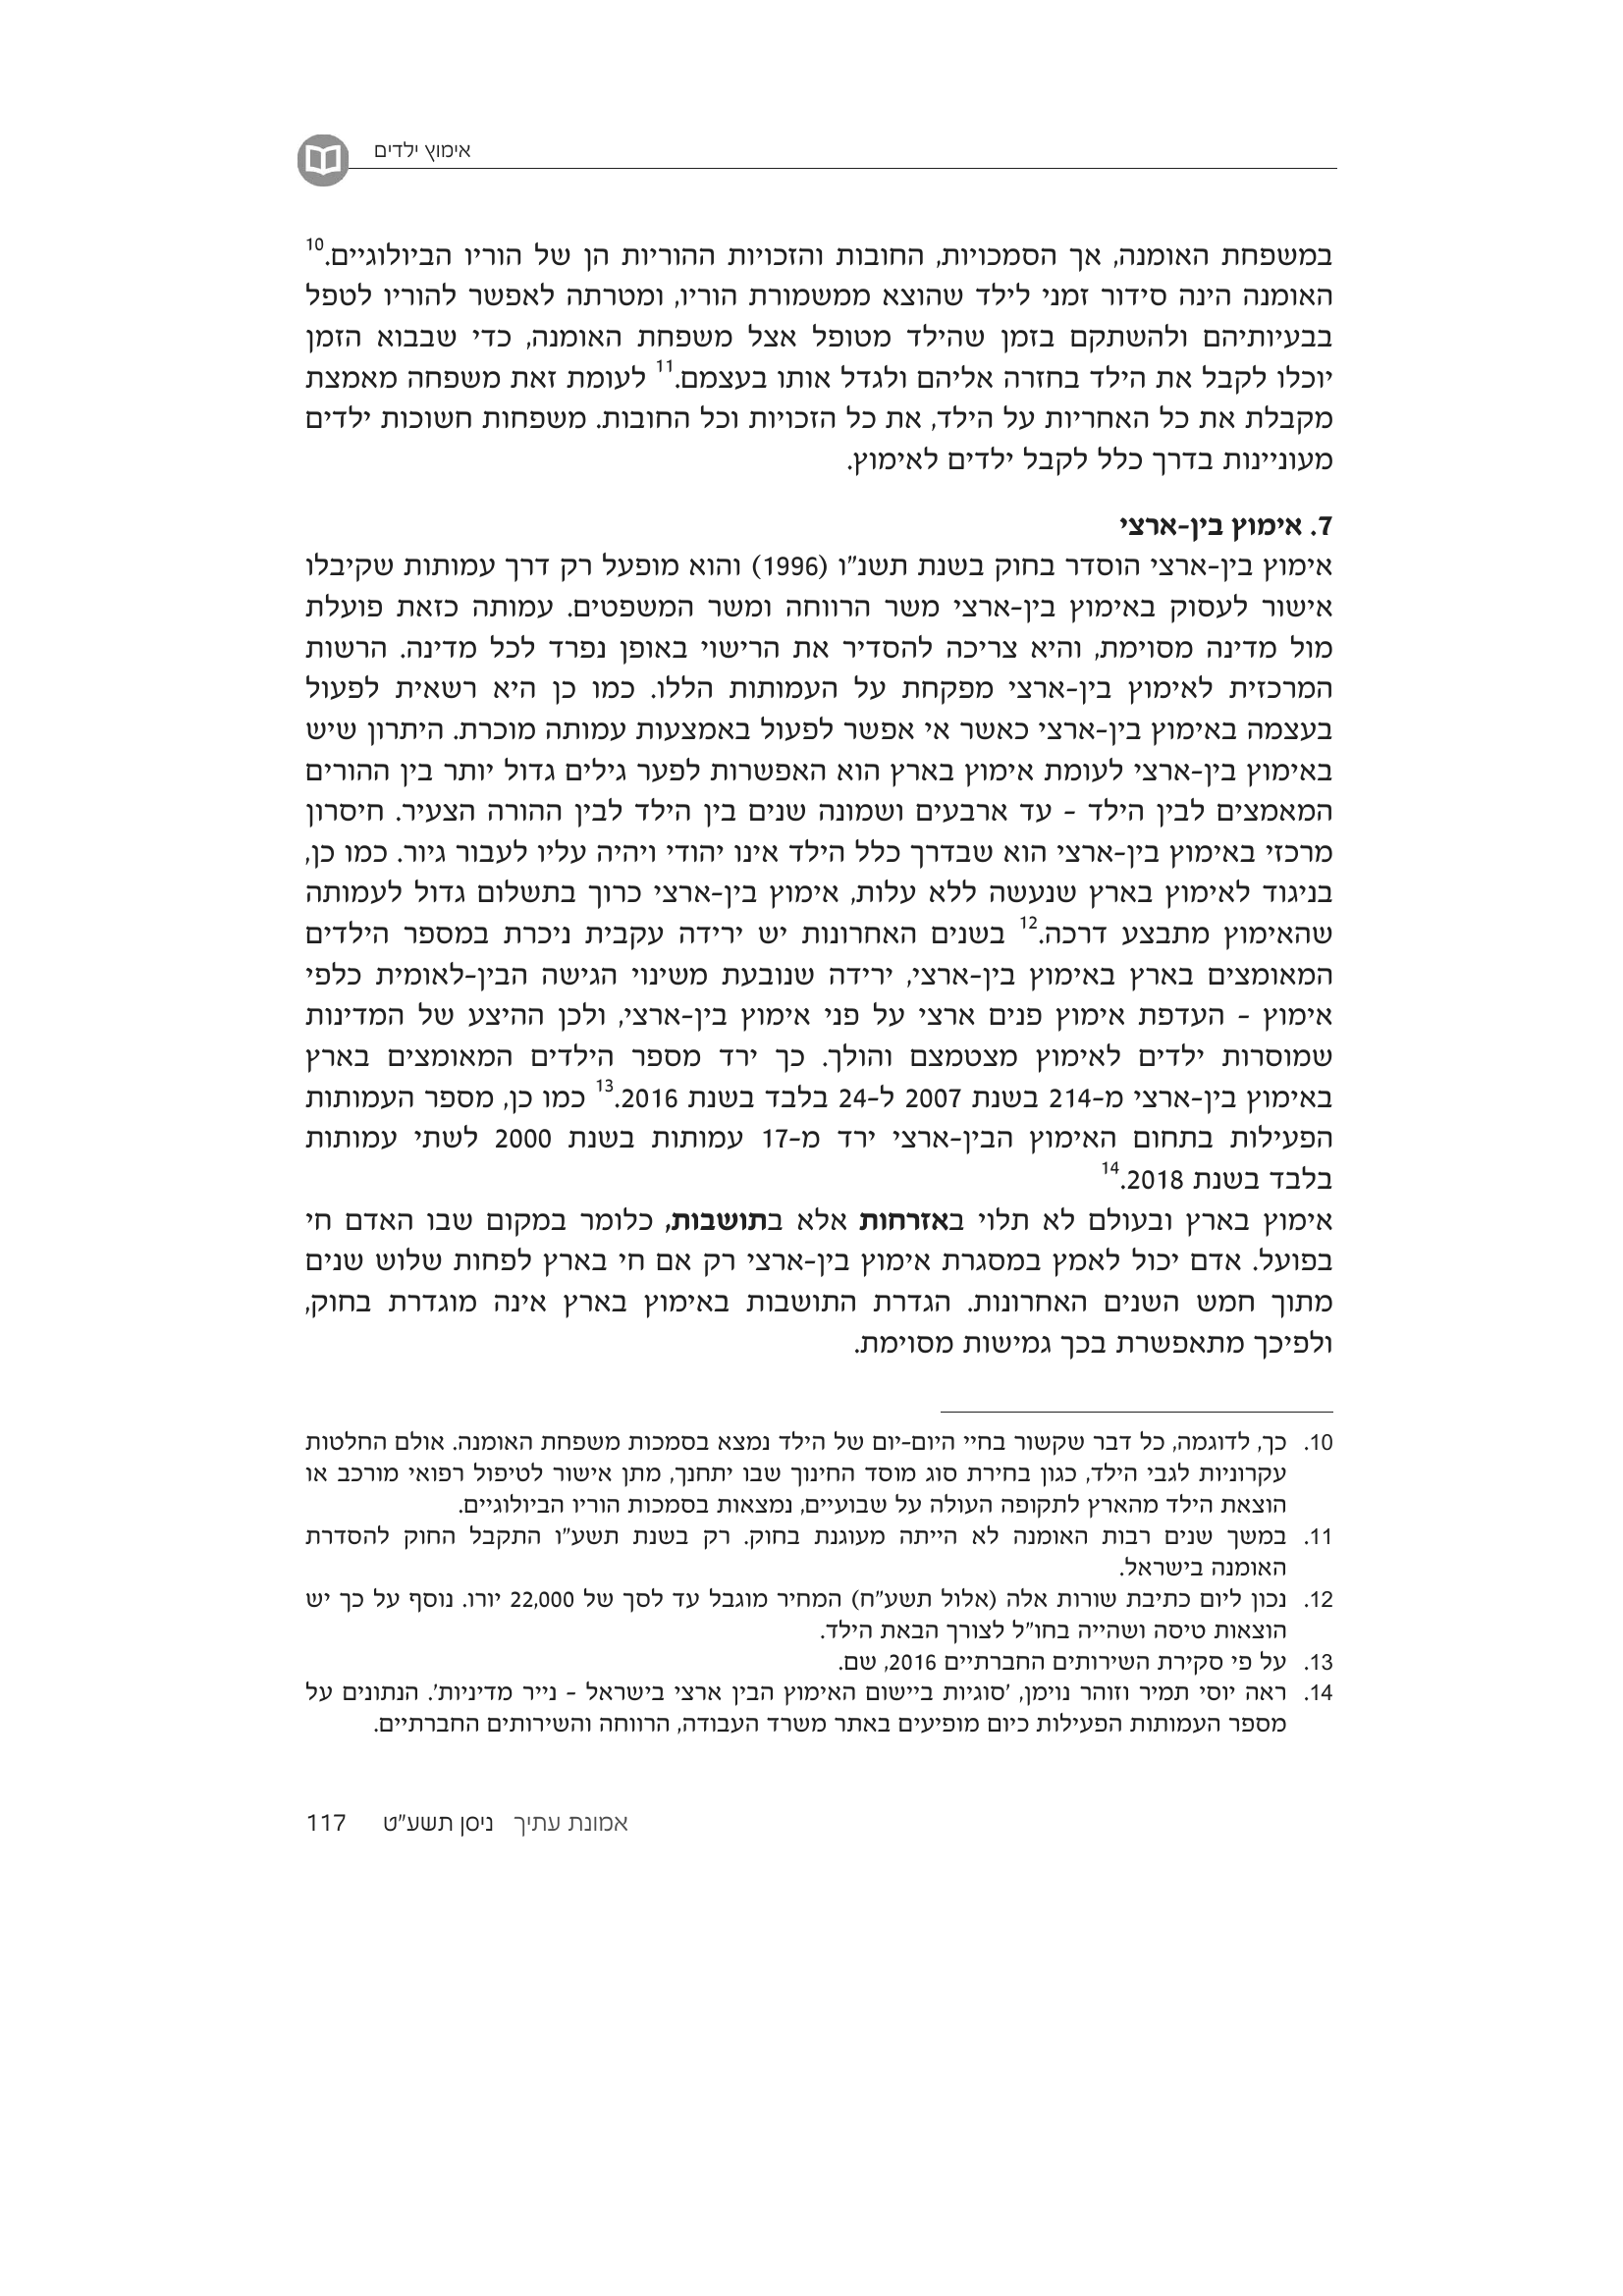 אימוץ ילדים
במשפחת האומנה, אך הסמכויות, החובות והזכויות ההוריות הן של הוריו הביולוגיים.10
האומנה הינה סידור זמני לילד שהוצא ממשמורת הוריו, ומטרתה לאפשר להוריו לטפל
בבעיותיהם ולהשתקם בזמן שהילד מטופל אצל משפחת האומנה, כדי שבבוא הזמן
יוכלו לקבל את הילד בחזרה אליהם ולגדל אותו בעצמם.11 לעומת זאת משפחה מאמצת
מקבלת את כל האחריות על הילד, את כל הזכויות וכל החובות. משפחות חשוכות ילדים
מעוניינות בדרך כלל לקבל ילדים לאימוץ.
7. אימוץ בין-ארצי
אימוץ בין-ארצי הוסדר בחוק בשנת תשנ"ו (1996) והוא מופעל רק דרך עמותות שקיבלו
אישור לעסוק באימוץ בין-ארצי משר הרווחה ומשר המשפטים. עמותה כזאת פועלת
מול מדינה מסוימת, והיא צריכה להסדיר את הרישוי באופן נפרד לכל מדינה. הרשות
המרכזית לאימוץ בין-ארצי מפקחת על העמותות הללו. כמו כן היא רשאית לפעול
בעצמה באימוץ בין-ארצי כאשר אי אפשר לפעול באמצעות עמותה מוכרת. היתרון שיש
באימוץ בין-ארצי לעומת אימוץ בארץ הוא האפשרות לפער גילים גדול יותר בין ההורים
המאמצים לבין הילד - עד ארבעים ושמונה שנים בין הילד לבין ההורה הצעיר. חיסרון
מרכזי באימוץ בין-ארצי הוא שבדרך כלל הילד אינו יהודי ויהיה עליו לעבור גיור. כמו כן,
בניגוד לאימוץ בארץ שנעשה ללא עלות, אימוץ בין-ארצי כרוך בתשלום גדול לעמותה
שהאימוץ מתבצע דרכה.12 בשנים האחרונות יש ירידה עקבית ניכרת במספר הילדים
המאומצים בארץ באימוץ בין-ארצי, ירידה שנובעת משינוי הגישה הבין-לאומית כלפי
אימוץ - העדפת אימוץ פנים ארצי על פני אימוץ בין-ארצי, ולכן ההיצע של המדינות
שמוסרות ילדים לאימוץ מצטמצם והולך. כך ירד מספר הילדים המאומצים בארץ
באימוץ בין-ארצי מ-214 בשנת 2007 ל-24 בלבד בשנת 2016.13 כמו כן, מספר העמותות
הפעילות בתחום האימוץ הבין-ארצי ירד מ-17 עמותות בשנת 2000 לשתי עמותות
בלבד בשנת 2018.14
אימוץ בארץ ובעולם לא תלוי באזרחות אלא בתושבות, כלומר במקום שבו האדם חי
בפועל. אדם יכול לאמץ במסגרת אימוץ בין-ארצי רק אם חי בארץ לפחות שלוש שנים
מתוך חמש השנים האחרונות. הגדרת התושבות באימוץ בארץ אינה מוגדרת בחוק,
ולפיכך מתאפשרת בכך גמישות מסוימת.
10. כך, לדוגמה, כל דבר שקשור בחיי היום-יום של הילד נמצא בסמכות משפחת האומנה. אולם החלטות
עקרוניות לגבי הילד, כגון בחירת סוג מוסד החינוך שבו יתחנך, מתן אישור לטיפול רפואי מורכב או
הוצאת הילד מהארץ לתקופה העולה על שבועיים, נמצאות בסמכות הוריו הביולוגיים.
11. במשך שנים רבות האומנה לא הייתה מעוגנת בחוק. רק בשנת תשע"ו התקבל החוק להסדרת
האומנה בישראל.
12. נכון ליום כתיבת שורות אלה (אלול תשע"ח) המחיר מוגבל עד לסך של 22,000 יורו. נוסף על כך יש
הוצאות טיסה ושהייה בחו"ל לצורך הבאת הילד.
13. על פי סקירת השירותים החברתיים 2016, שם.
14. ראה יוסי תמיר וזוהר נוימן, 'סוגיות ביישום האימוץ הבין ארצי בישראל - נייר מדיניות'. הנתונים על
מספר העמותות הפעילות כיום מופיעים באתר משרד העבודה, הרווחה והשירותים החברתיים.
אמונת עתיך ניסן תשע"ט 117